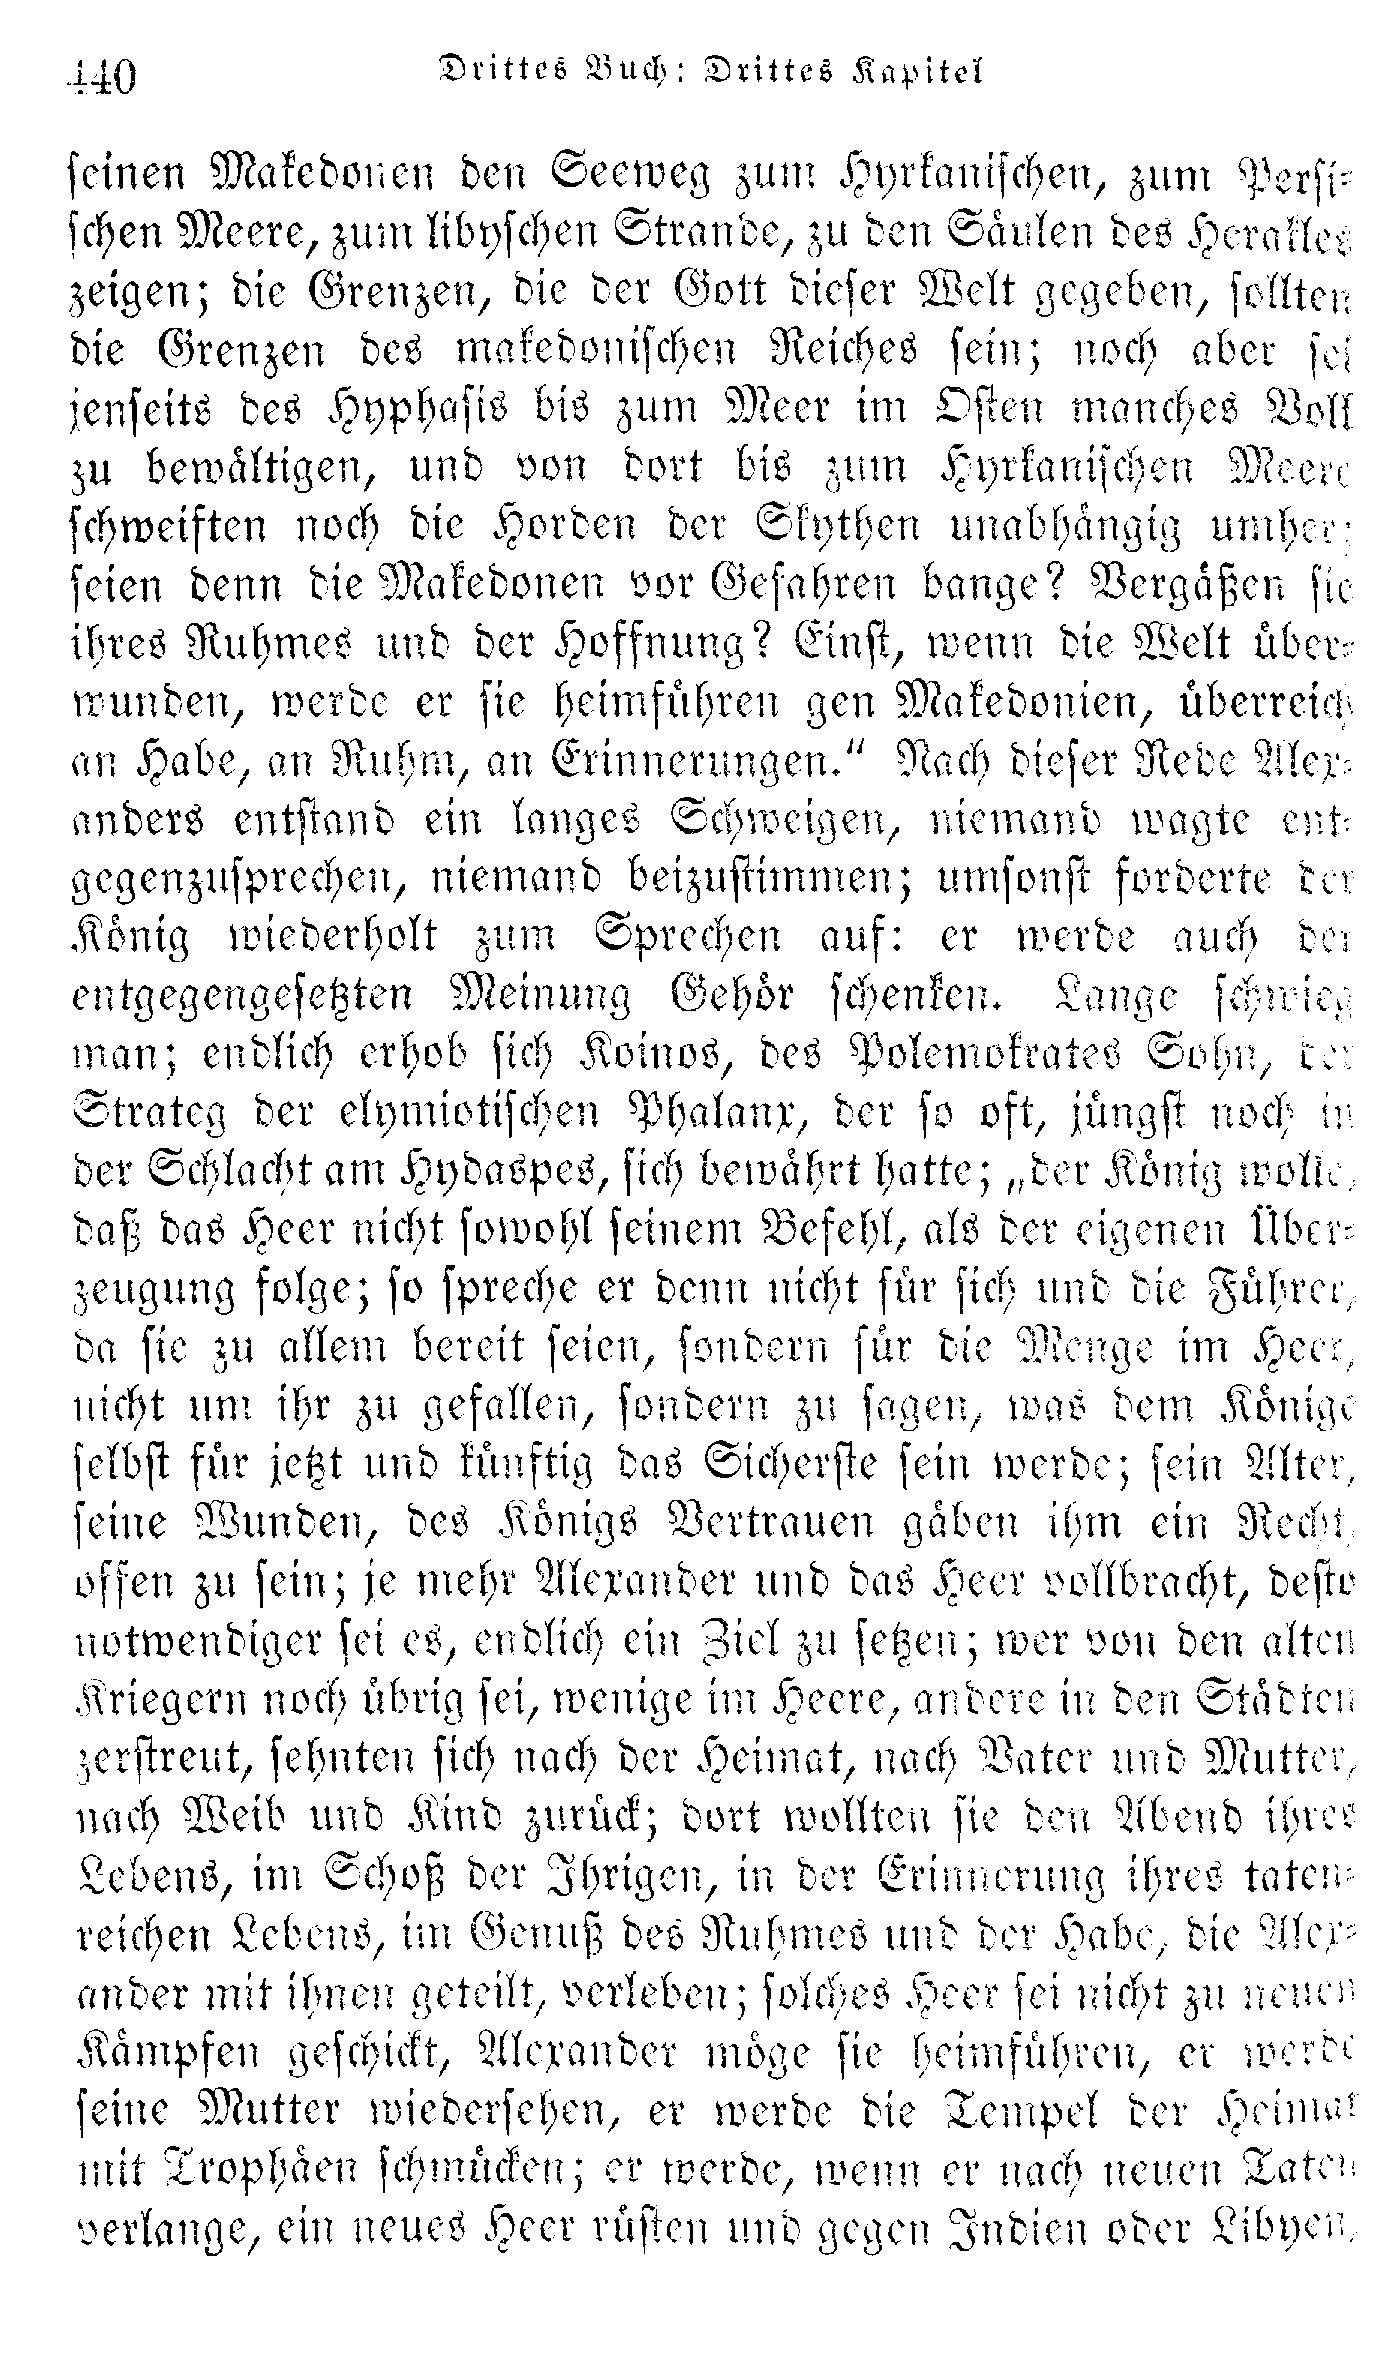 440
Drittes Buch: Drittes Kapitel
seinen Makedonen den Seeweg zum Hyrkanischen, zum Persi-
schen Meere, zum libyschen Strande, zu den Säulen des Herakles
zeigen; die Grenzen, die der Gott dieser Welt gegeben, sollten
die Grenzen des makedonischen Reiches sein; noch aber sei
jenseits des Hyphasis bis zum Meer im Osten manches Volk
zu bewältigen, und von dort bis zum Hyrkanischen Meere
schweiften noch die Horden der Skythen unabhängig umher;
seien denn die Makedonen vor Gefahren bange? Vergäßen sie
ihres Ruhmes und der Hoffnung? Einst, wenn die Welt über-
wunden, werde er sie heimführen gen Makedonien, überreich
an Habe, an Ruhm, an Erinnerungen.“ Nach dieser Rede Alex-
anders entstand ein langes Schweigen, niemand wagte ent-
gegenzusprechen, niemand beizustimmen; umsonst forderte der
König wiederholt zum Sprechen auf: er werde auch der
entgegengesetzten Meinung Gehör schenken. Lange schwieg
man; endlich erhob sich Koinos, des Polemokrates Sohn, der
Strateg der elymiotischen Phalanx, der so oft, jüngst noch in
der Schlacht am Hydaspes, sich bewährt hatte; „der König wolle,
daß das Heer nicht sowohl seinem Befehl, als der eigenen Über-
zeugung folge; so spreche er denn nicht für sich und die Führer,
da sie zu allem bereit seien, sondern für die Menge im Heer,
nicht um ihr zu gefallen, sondern zu sagen, was dem Könige
selbst für jetzt und künftig das Sicherste sein werde; sein Alter,
seine Wunden, des Königs Vertrauen gäben ihm ein Recht,
offen zu sein; je mehr Alexander und das Heer vollbracht, desto
notwendiger sei es, endlich ein Ziel zu setzen; wer von den alten
Kriegern noch übrig sei, wenige im Heere, andere in den Städten
zerstreut, sehnten sich nach der Heimat, nach Vater und Mutter,
nach Weib und Kind zurück; dort wollten sie den Abend ihres
Lebens, im Schoß der Ihrigen, in der Erinnerung ihres taten-
reichen Lebens, im Genuß des Ruhmes und der Habe, die Alex-
ander mit ihnen geteilt, verleben; solches Heer sei nicht zu neuen
Kämpfen geschickt, Alexander möge sie heimführen, er werde
seine Mutter wiedersehen, er werde die Tempel der Heimat
mit Trophäen schmücken; er werde, wenn er nach neuen Taten
verlange, ein neues Heer rüsten und gegen Indien oder Libyen,